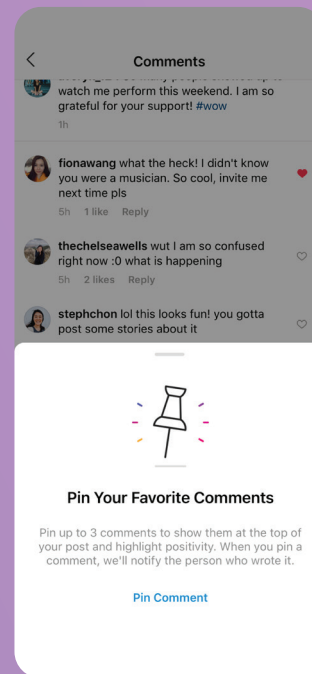 Comments
watch me perform this weekend. I am so
grateful for your support! #wow
1h
fionawang what the heck! I didn't know
you were a musician. So cool, invite me
next time pls
5h 1 like Reply
thechelseawells wut I am so confused
right now :0 what is happening
5h 2 likes Reply
stephchon lol this looks fun! you gotta
post some stories about it
Pin Your Favorite Comments
Pin up to 3 comments to show them at the top of
your post and highlight positivity. When you pin a
comment, we'll notify the person who wrote it.
Pin Comment